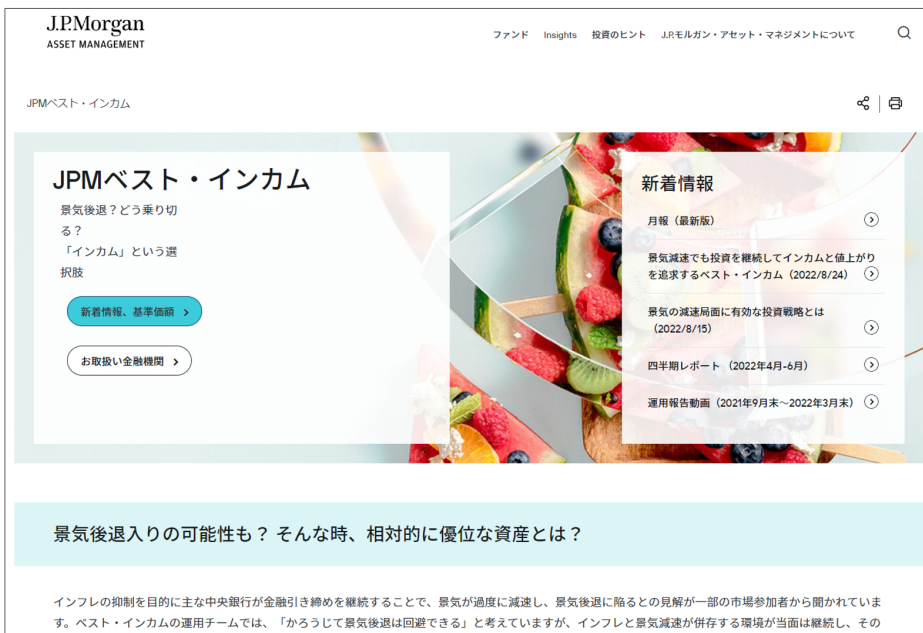 J.P.Morgan
ASSET MANAGEMENT
ファンド Insights 投資のヒント J.P.モルガン・アセット・マネジメントについて
JPMベスト・インカム
JPMベスト・インカム
景気後退？どう乗り切
る？
「インカム」という選
択肢
新着情報、基準価額
お取扱い金融機関
新着情報
月報（最新版）
景気減速でも投資を継続してインカムと値上がり
を追求するベスト・インカム（2022/8/24）
景気の減速局面に有効な投資戦略とは
（2022/8/15）
四半期レポート（2022年4月-6月）
運用報告動画（2021年9月末～2022年3月末）
景気後退入りの可能性も？ そんな時、相対的に優位な資産とは？
インフレの抑制を目的に主な中央銀行が金融引き締めを継続することで、景気が過度に減速し、景気後退に陥るとの見解が一部の市場参加者から聞かれていま
す。ベスト・インカムの運用チームでは、「かろうじて景気後退は回避できる」と考えていますが、インフレと景気減速が併存する環境が当面は継続し、その